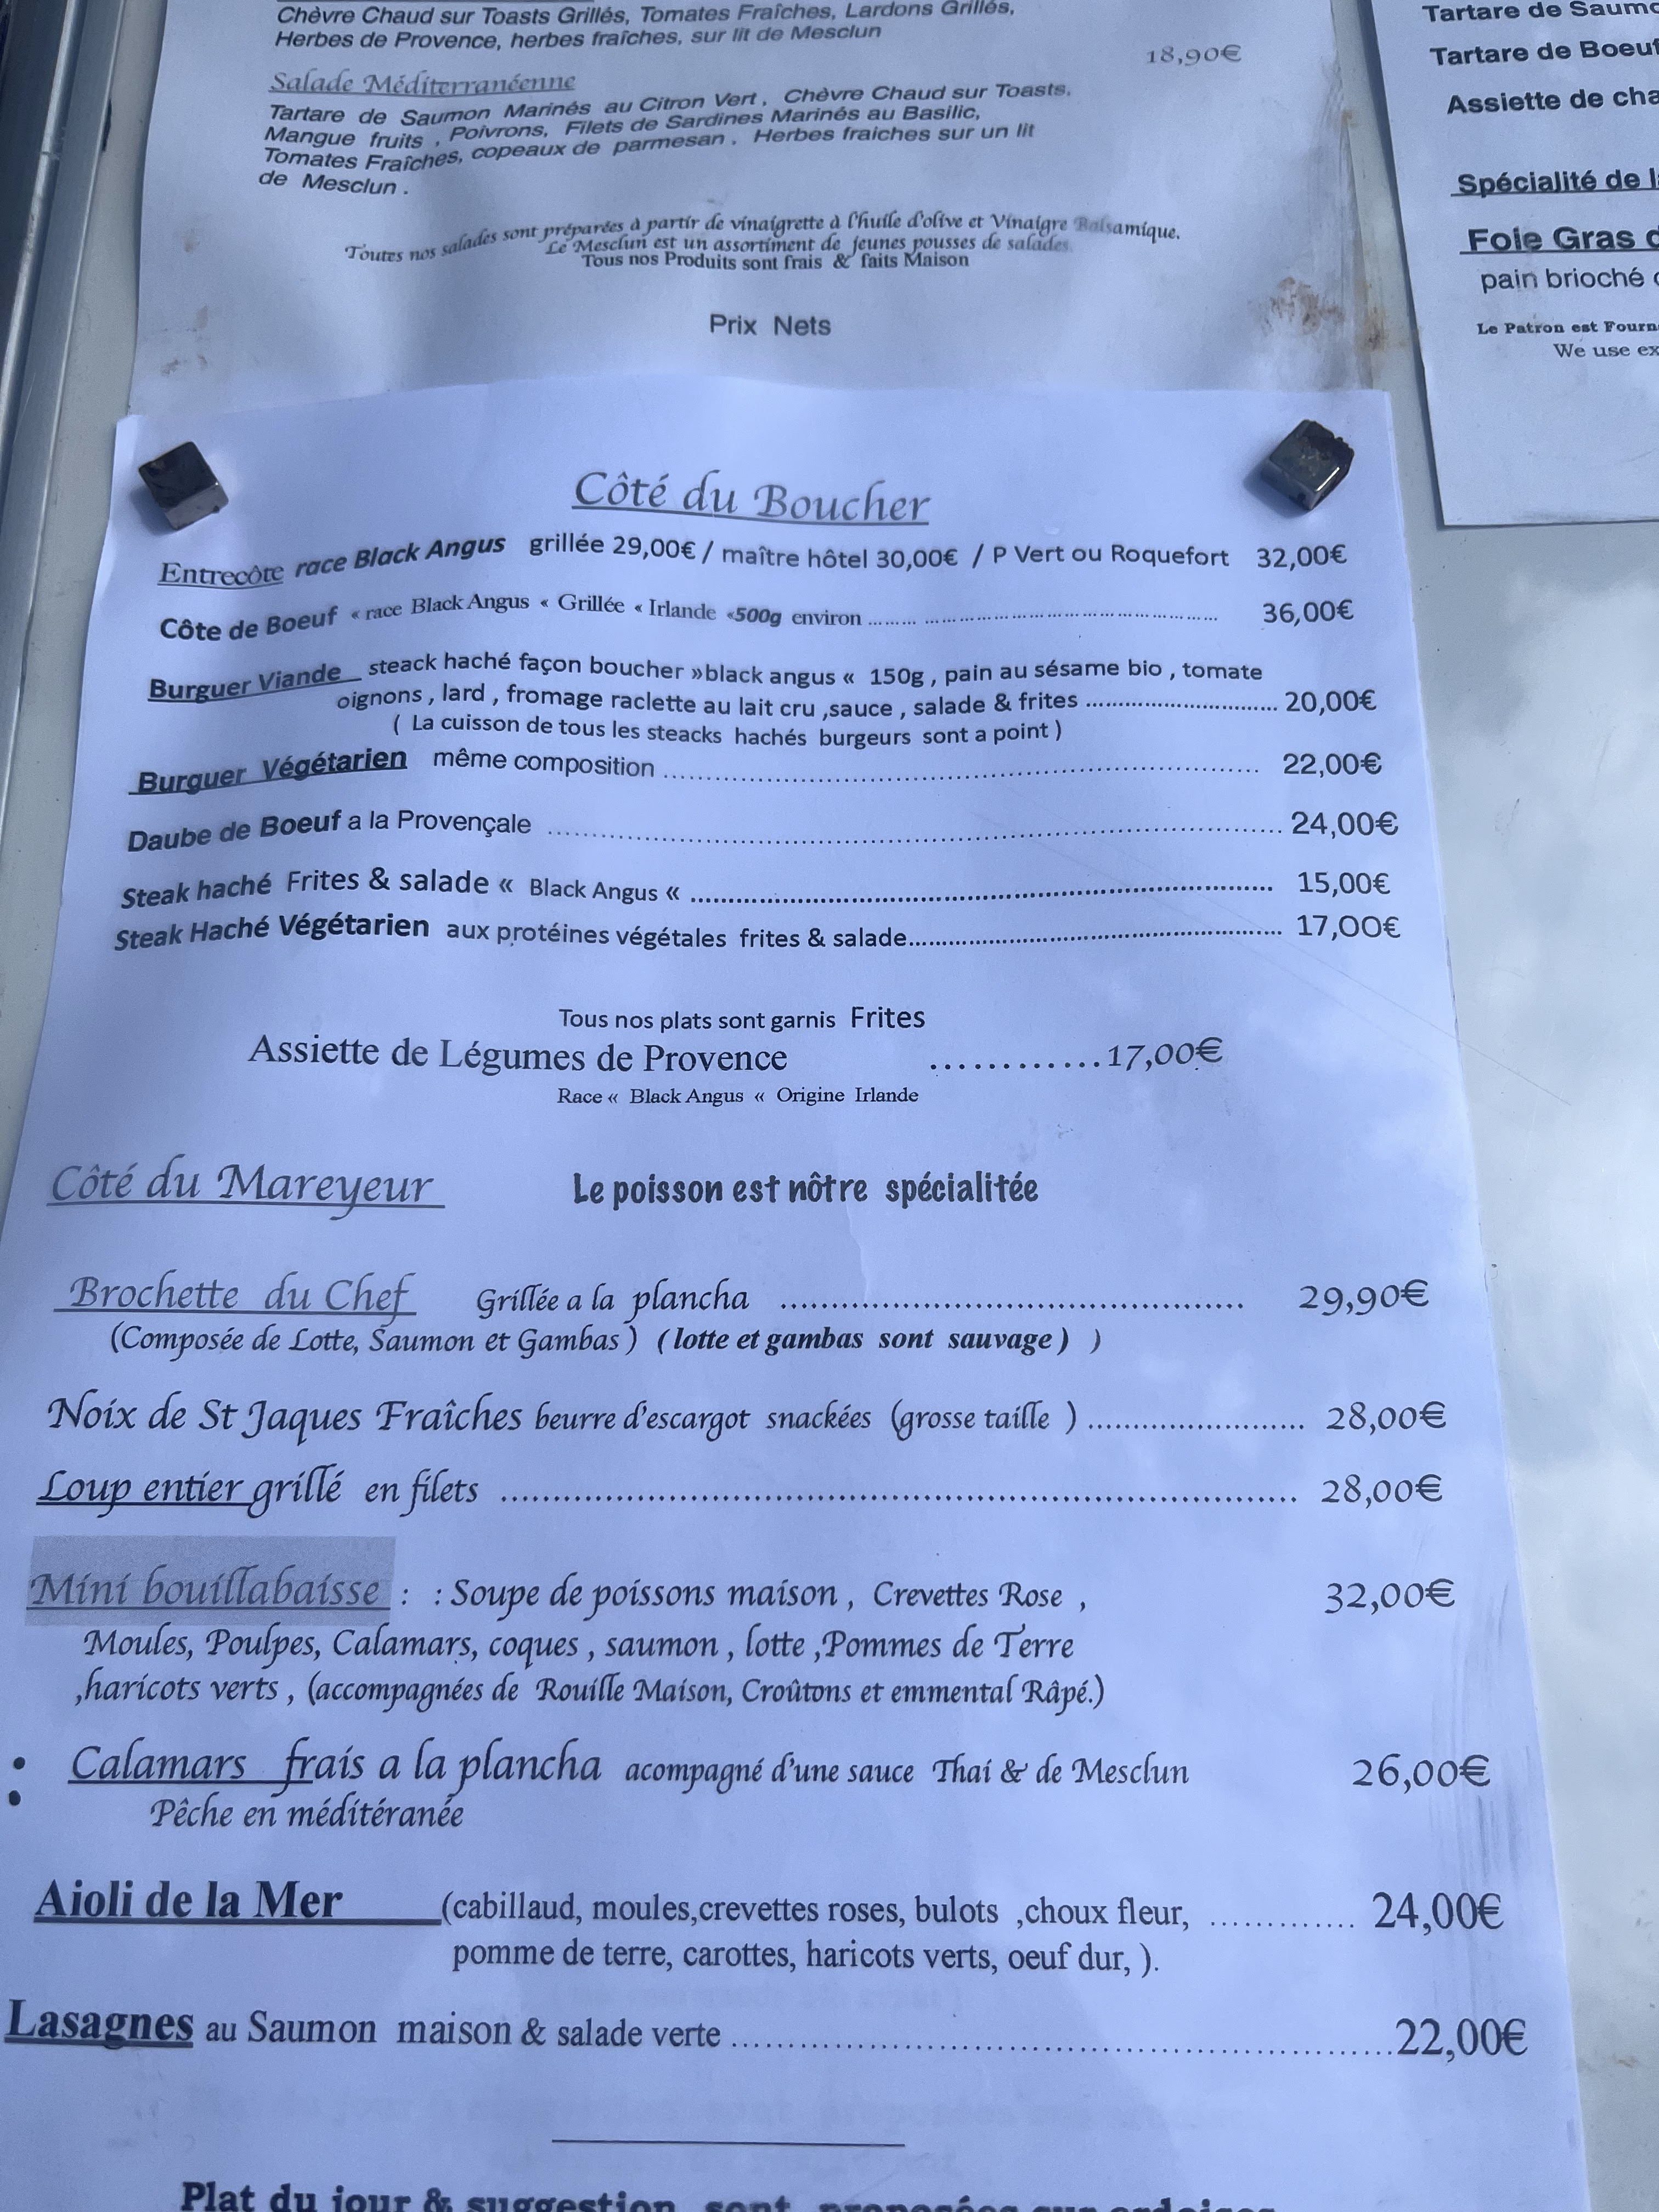 Chèvre Chaud sur Toasts Grillés, Tomates Fraîches, Lardons Grillés,
Herbes de Provence, herbes fraîches, sur lit de Mesclun
18,90€
Salade Méditerranéenne
Tartare de Saumon Marinés au Citron Vert, Chèvre Chaud sur Toasts,
Mangue fruits , Poivrons, Filets de Sardines Marinés au Basilic,
Tomates Fraîches, copeaux de parmesan . Herbes fraiches sur un lit
de Mesclun .
Toutes nos salades sont préparées à partir de vinaigrette à l'huile d'olive et Vinaigre Balsamique.
Le Mesclun est un assortiment de jeunes pousses de salades.
Tous nos Produits sont frais & faits Maison
Prix Nets
Côté du Boucher
Entrecôte race Black Angus grillée 29,00€ / maître hôtel 30,00€ / P Vert ou Roquefort 32,00€
Côte de Boeuf « race Black Angus « Grillée « Irlande «500g environ ........ ................................................ 36,00€
Burguer Viande steack haché façon boucher »black angus « 150g , pain au sésame bio , tomate
oignons , lard , fromage raclette au lait cru ,sauce , salade & frites .............................. 20,00€
( La cuisson de tous les steacks hachés burgeurs sont a point )
Burguer Végétarien même composition ................................................................ 22,00€
Daube de Boeuf a la Provençale ................................................................ 24,00€
Steak haché Frites & salade « Black Angus « ................................................................ 15,00€
Steak Haché Végétarien aux protéines végétales frites & salade................................................ 17,00€
Tous nos plats sont garnis Frites
Assiette de Légumes de Provence ............17,00€
Race « Black Angus « Origine Irlande
Côté du Mareyeur Le poisson est nôtre spécialitée
Brochette du Chef Grillée a la plancha ................................................ 29,90€
(Composée de Lotte, Saumon et Gambas) (lotte et gambas sont sauvage) )
Noix de St Jaques Fraîches beurre d'escargot snackées (grosse taille ) ........................ 28,00€
Loup entier grillé en filets ................................................................ 28,00€
Mini bouillabaisse : : Soupe de poissons maison , Crevettes Rose , 32,00€
Moules, Poulpes, Calamars, coques , saumon , lotte ,Pommes de Terre
,haricots verts , (accompagnées de Rouille Maison, Croûtons et emmental Râpé.)
• Calamars frais a la plancha acompagné d'une sauce Thaí & de Mesclun 26,00€
• Pêche en méditéranée
Aioli de la Mer (cabillaud, moules,crevettes roses, bulots ,choux fleur, ............. 24,00€
pomme de terre, carottes, haricots verts, oeuf dur, ).
Lasagnes au Saumon maison & salade verte ................................................................22,00€
Plat du jour & suggestion sont proposées sur ardoises
Tartare de Saumo
Tartare de Boeuf
Assiette de cha
Spécialité de l
Foie Gras d
pain brioché
Le Patron est Fourn
We use ex